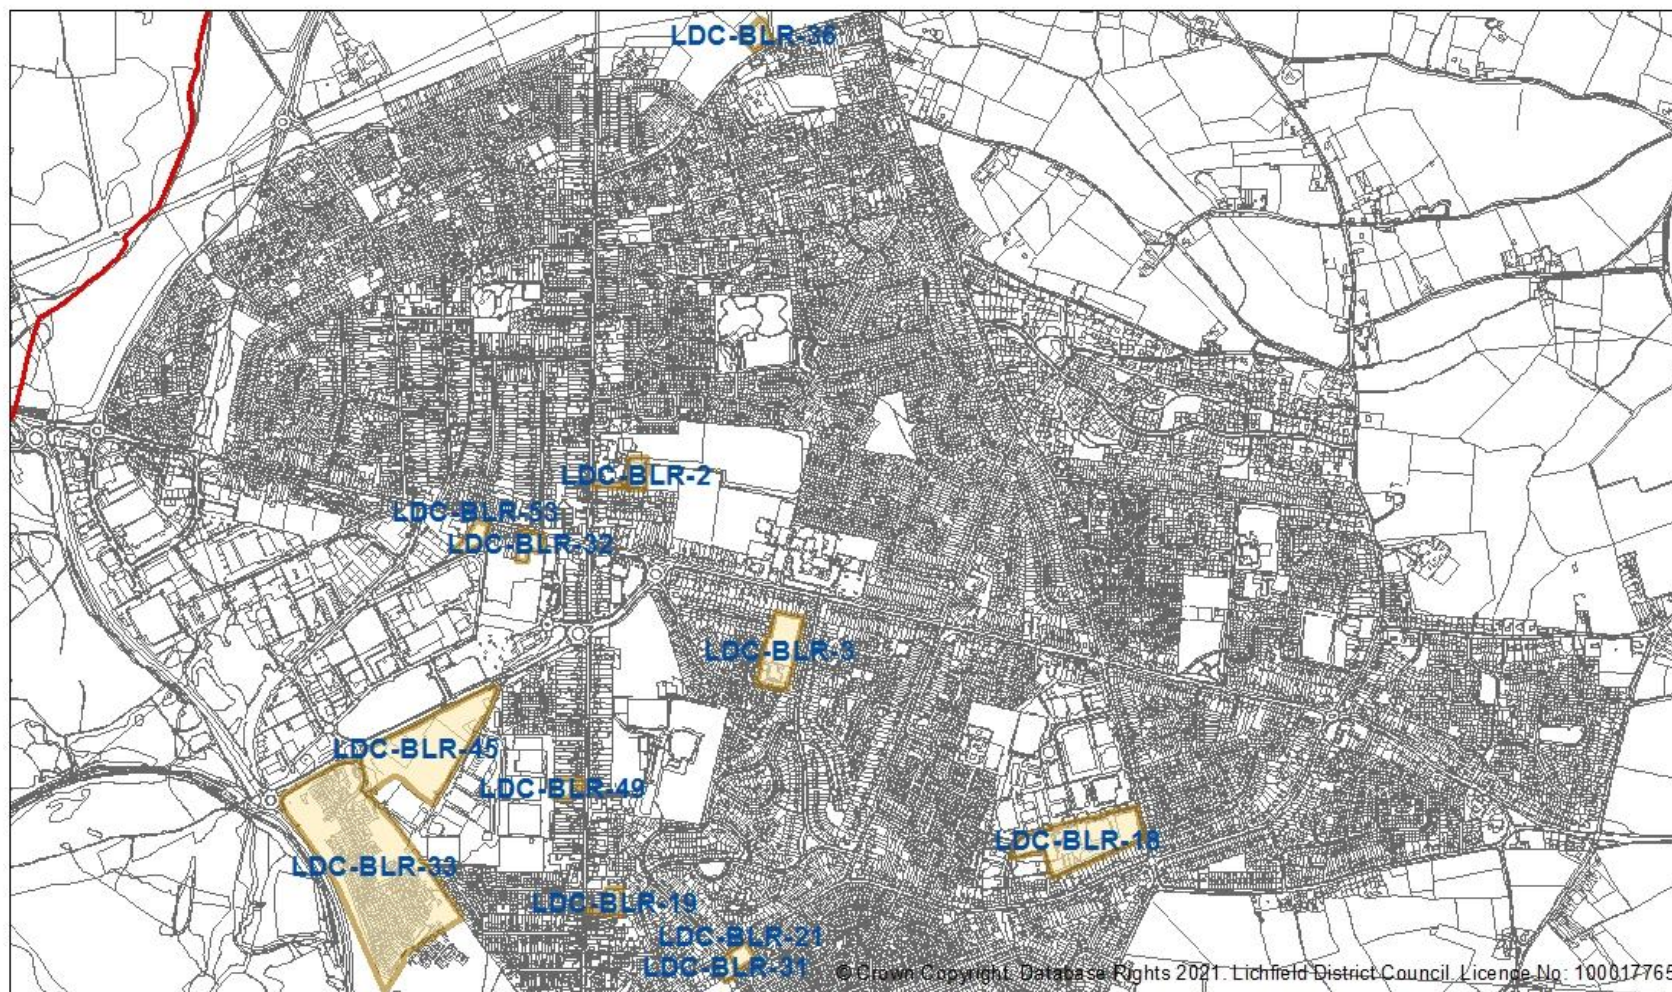 LDC-BLR-36
LDC-BLR-2
LDC-BLR-53
LDC-BLR-32
LDC-BLR-3
LDC-BLR-45
LDC-BLR-49
LDC-BLR-18
LDC-BLR-33
LDC-BLR-19
LDC-BLR-21
LDC-BLR-31
© Crown Copyright. Database Rights 2021. Lichfield District Council. Licence No: 100017765